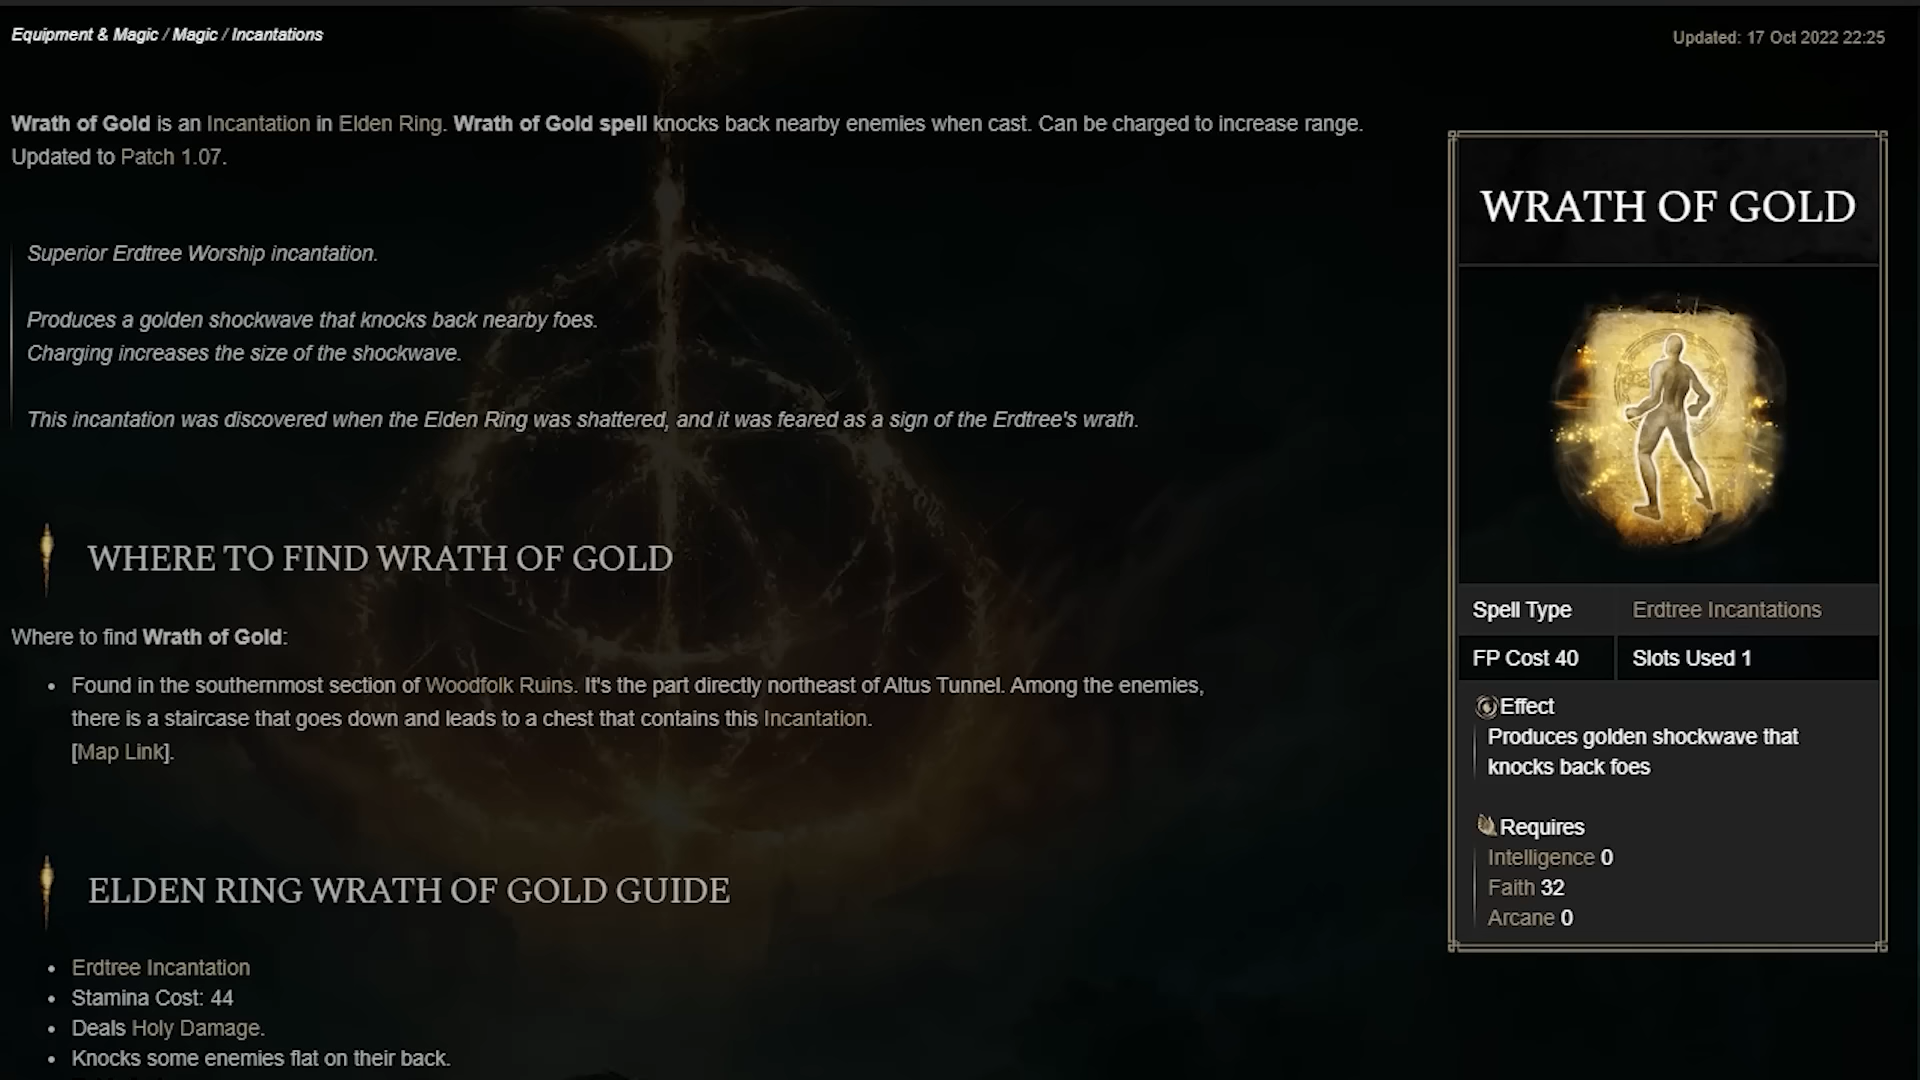 Equipment & Magic / Magic / Incantations
Updated: 17 Oct 2022 22:25
Wrath of Gold is an Incantation in Elden Ring. Wrath of Gold spell knocks back nearby enemies when cast. Can be charged to increase range.
Updated to Patch 1.07.
Superior Erdtree Worship incantation.
Produces a golden shockwave that knocks back nearby foes.
Charging increases the size of the shockwave.
This incantation was discovered when the Elden Ring was shattered, and it was feared as a sign of the Erdtree's wrath.
WHERE TO FIND WRATH OF GOLD
Where to find Wrath of Gold:
• Found in the southernmost section of Woodfolk Ruins. It's the part directly northeast of Altus Tunnel. Among the enemies,
there is a staircase that goes down and leads to a chest that contains this Incantation.
[Map Link].
ELDEN RING WRATH OF GOLD GUIDE
• Erdtree Incantation
• Stamina Cost: 44
• Deals Holy Damage.
• Knocks some enemies flat on their back.
WRATH OF GOLD
Spell Type Erdtree Incantations
FP Cost 40 Slots Used 1
Effect
Produces golden shockwave that
knocks back foes
Requires
Intelligence 0
Faith 32
Arcane 0